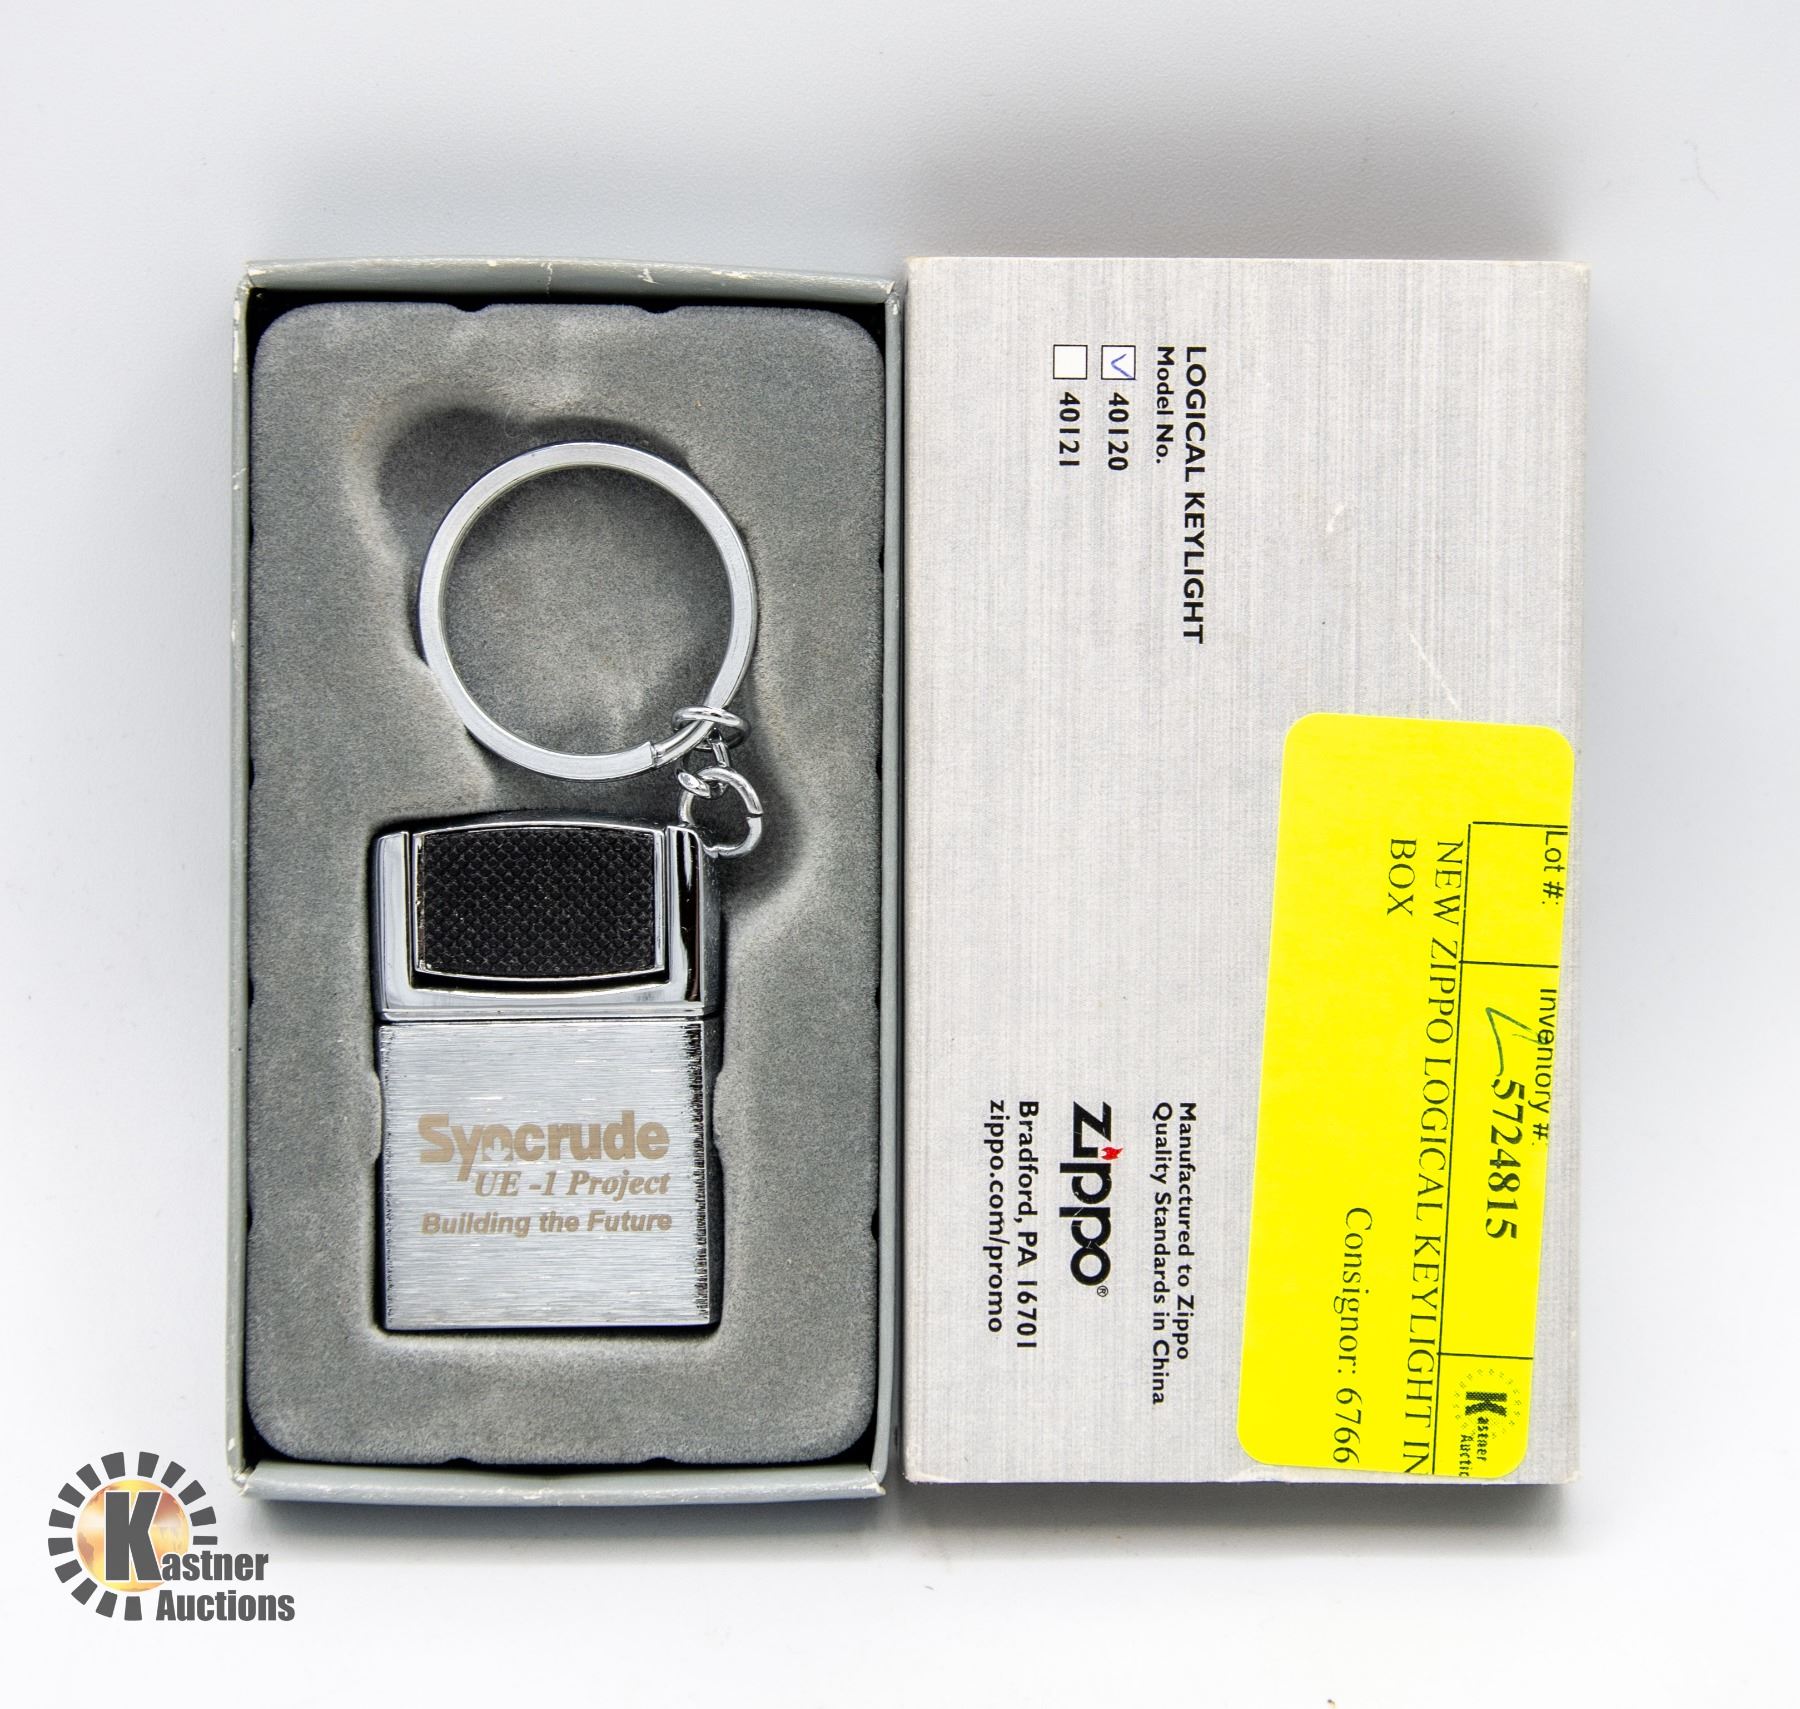 Syncrude
UE -1 Project
Building the Future
LOGICAL KEYLIGHT
Model No.
40120
40121
Manufactured to Zippo
Quality Standards in China
zippo®
Bradford, PA 16701
zippo.com/promo
Lot #:
Inventory #:
5724815
NEW ZIPPO LOGICAL KEYLIGHT IN
BOX
Consignor: 6766
Kastner
Auctio
Kastner
Auctions